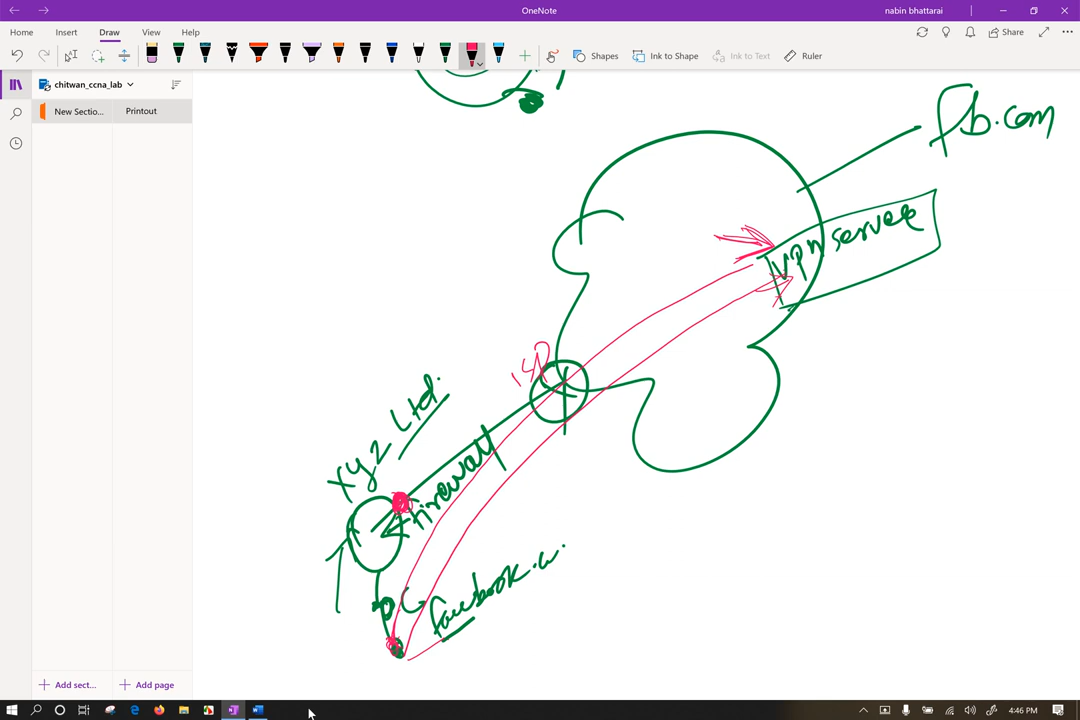 OneNote
nabin bhattarai
Home
Insert
Draw
View
Help
Share
Shapes
Ink to Shape
Ink to Text
Ruler
chitwan_ccna_lab
New Sectio...
Printout
fb.com
vpn server
ISP
xyz Ltd.
firewall
PC
facebook.
Add sect...
Add page
4:46 PM